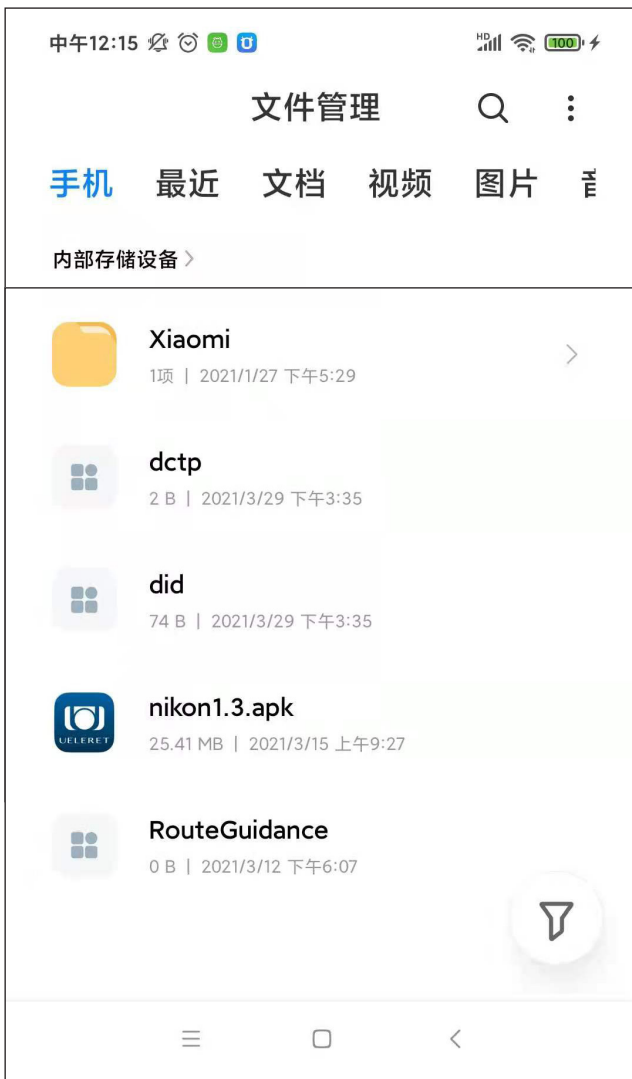 中午12:15 HD 100
文件管理
手机 最近 文档 视频 图片
内部存储设备
Xiaomi
1项 | 2021/1/27 下午5:29
dctp
2 B | 2021/3/29 下午3:35
did
74 B | 2021/3/29 下午3:35
nikon1.3.apk
UELERET
25.41 MB | 2021/3/15 上午9:27
RouteGuidance
0 B | 2021/3/12 下午6:07